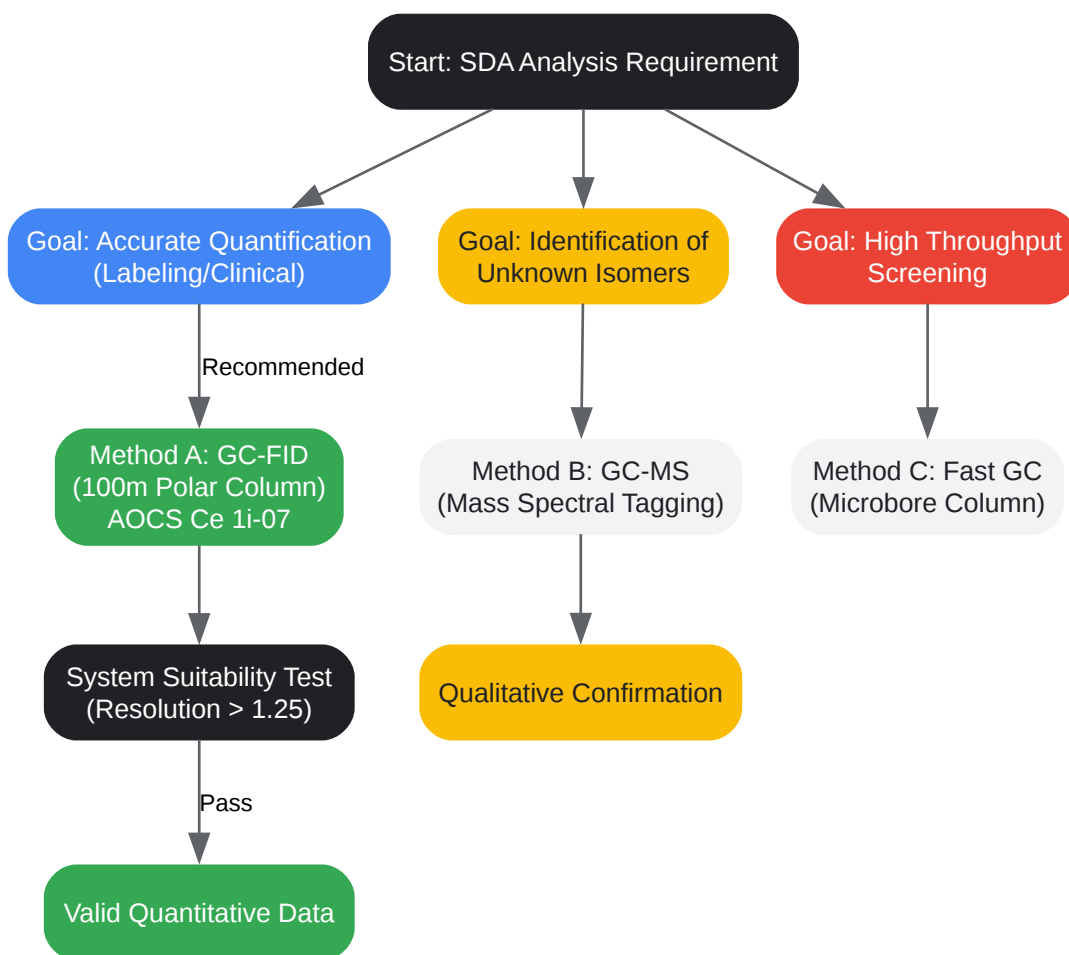 Start: SDA Analysis Requirement
Goal: Accurate Quantification
(Labeling/Clinical)
Goal: Identification of
Unknown Isomers
Goal: High Throughput
Screening
Recommended
Method A: GC-FID
(100m Polar Column)
AOCS Ce 1i-07
Method B: GC-MS
(Mass Spectral Tagging)
Method C: Fast GC
(Microbore Column)
System Suitability Test
(Resolution > 1.25)
Qualitative Confirmation
Pass
Valid Quantitative Data